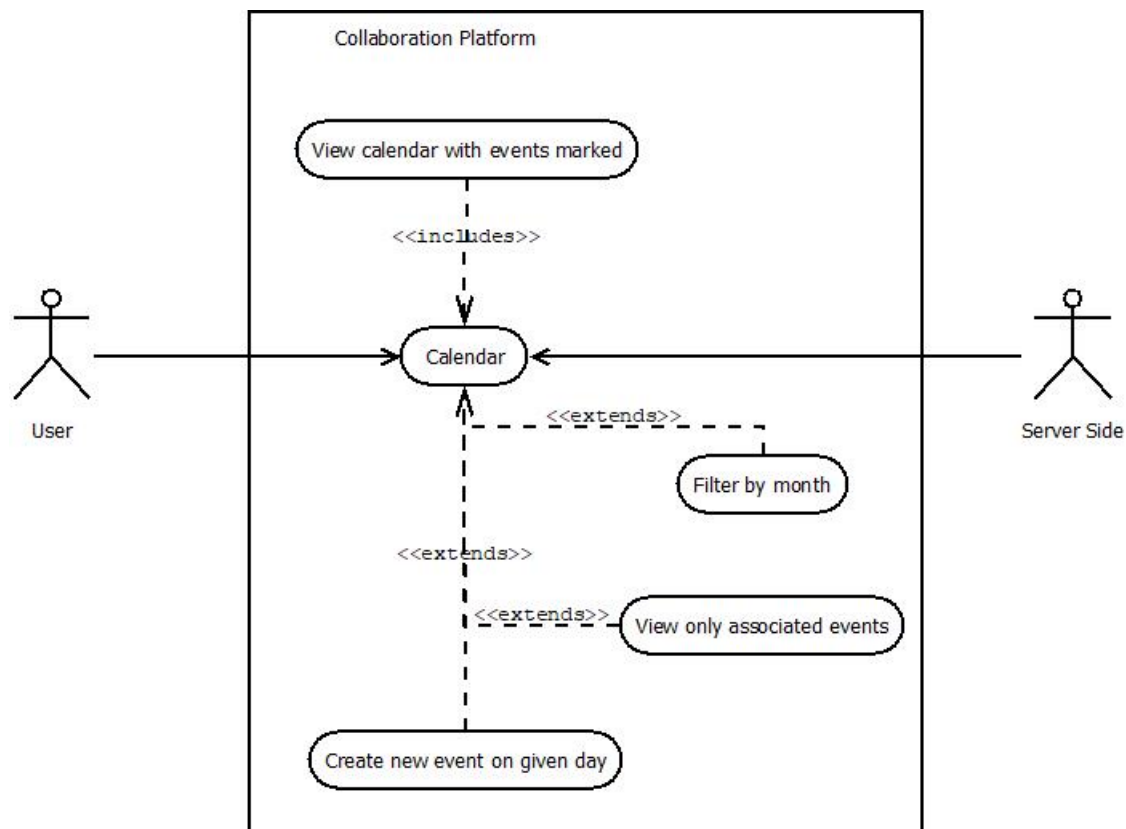 Collaboration Platform
View calendar with events marked
<<includes>>
Calendar
<<extends>>
User
Server Side
Filter by month
<<extends>>
<<extends>>
View only associated events
Create new event on given day